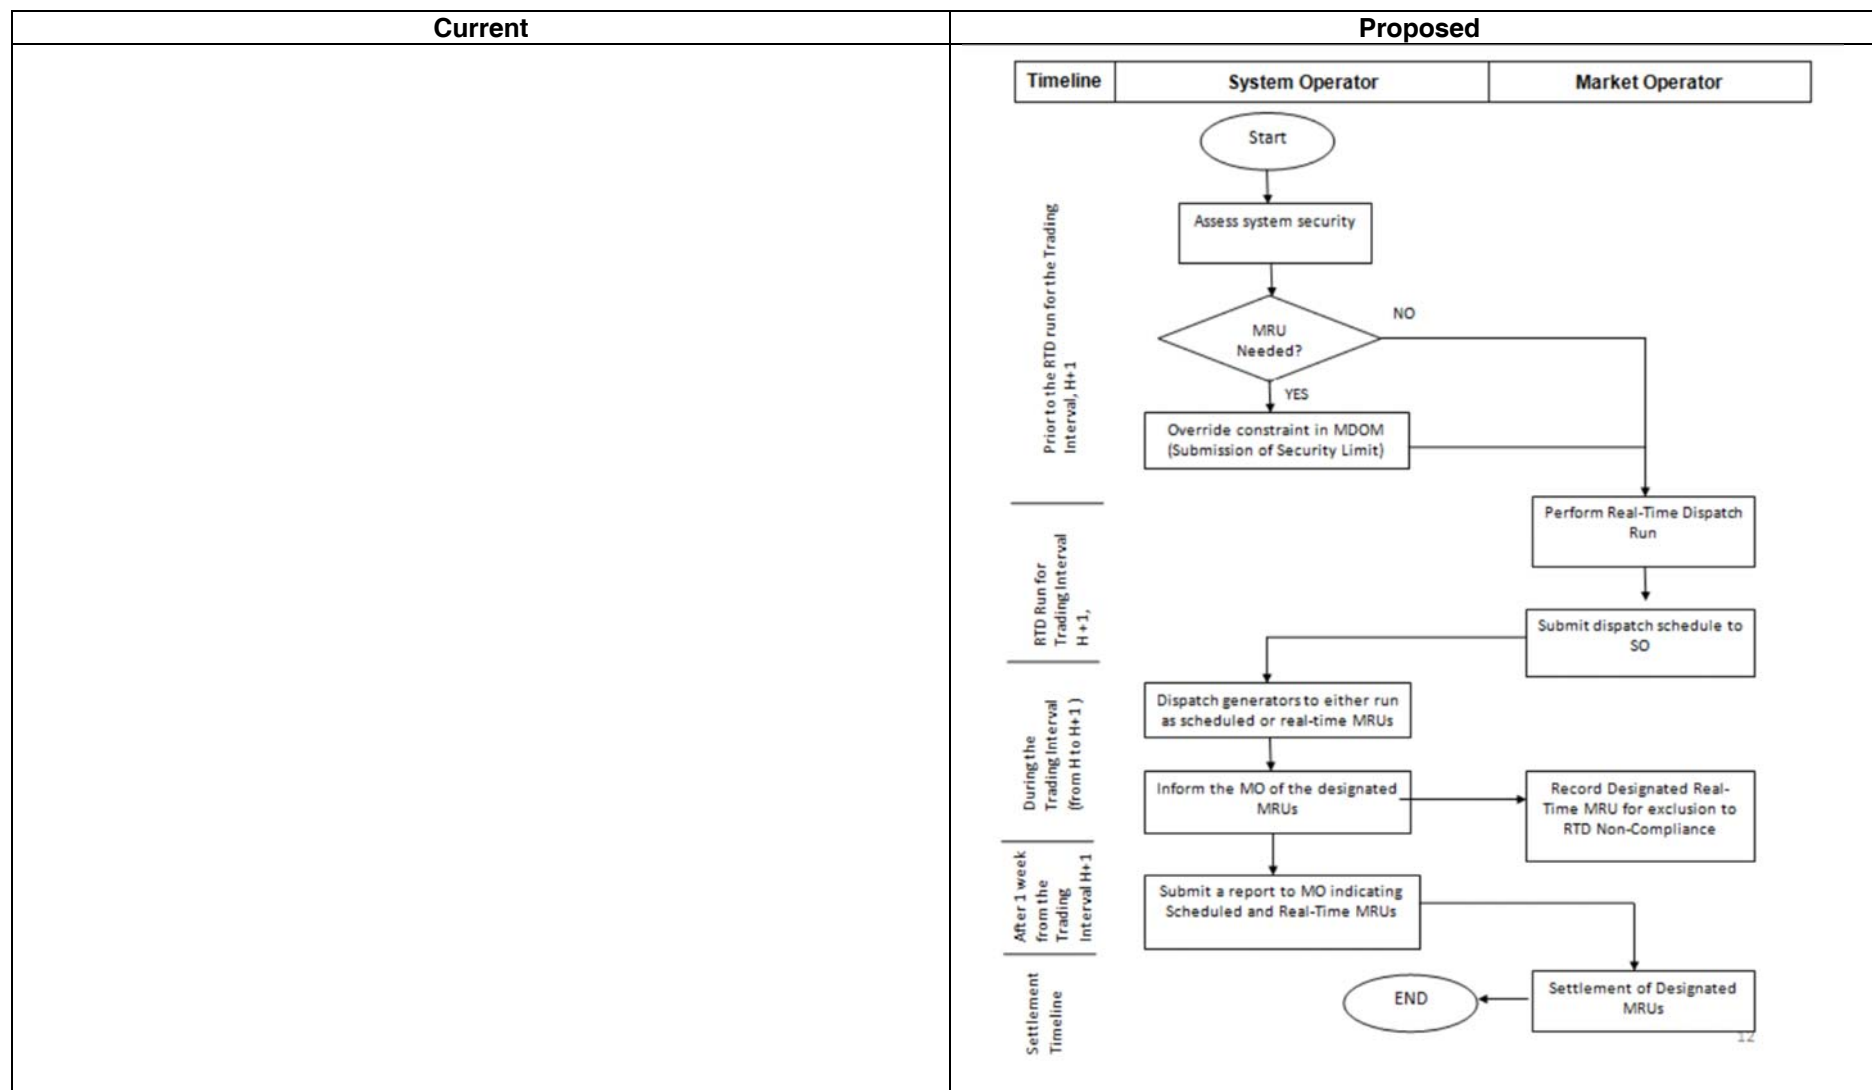 Current
Proposed
Timeline
System Operator
Market Operator
Start
Assess system security
Prior to the RTD run for the Trading
Interval, H+1
MRU
Needed?
NO
YES
Override constraint in MDOM
(Submission of Security Limit)
Perform Real-Time Dispatch
Run
RTD Run for
Trading Interval
H +1,
Submit dispatch schedule to
SO
Dispatch generators to either run
as scheduled or real-time MRUs
During the
Trading Interval
(from H to H+1 )
Inform the MO of the designated
MRUs
Record Designated Real-
Time MRU for exclusion to
RTD Non-Compliance
After 1 week
from the
Trading
Interval H+1
Submit a report to MO indicating
Scheduled and Real-Time MRUs
Settlement
Timeline
END
Settlement of Designated
MRUs
12